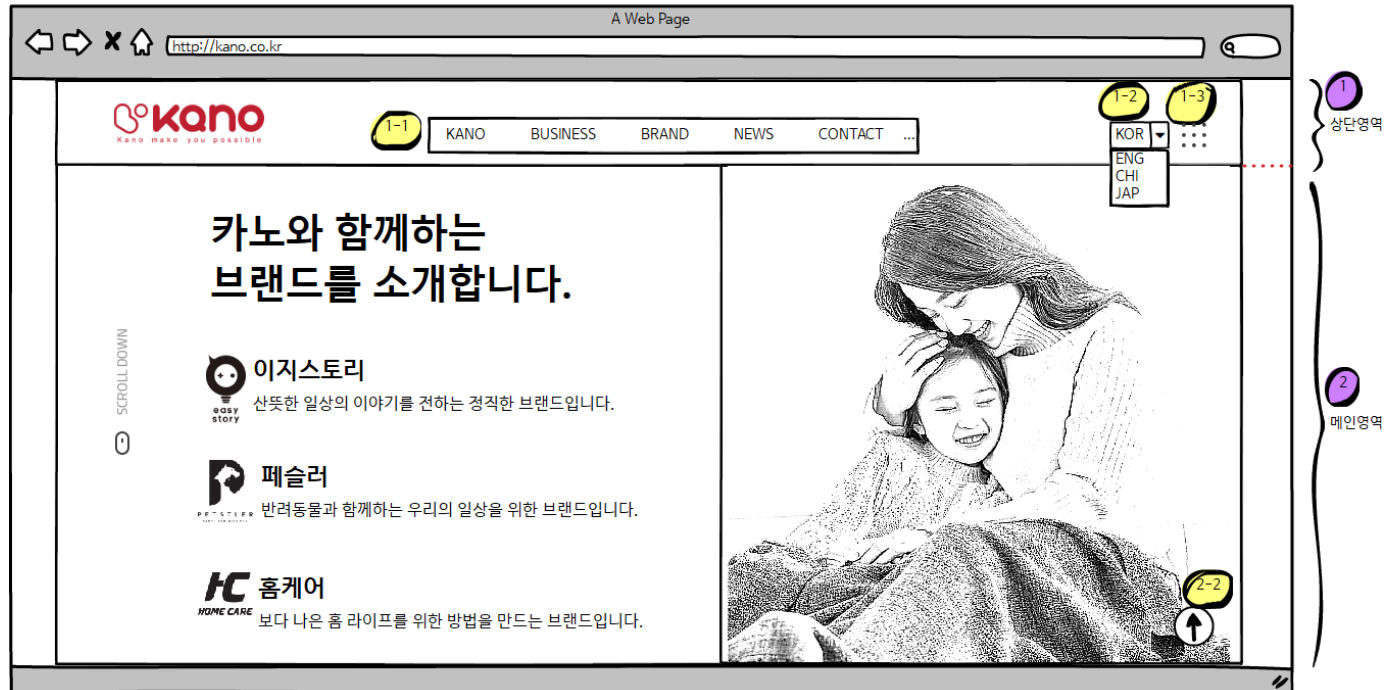 A Web Page
http://kano.co.kr
kano
Kano make you possible
1-1
KANO BUSINESS BRAND NEWS CONTACT ...
1-2
1-3
KOR
ENG
CHI
JAP
1
상단영역
카노와 함께하는
브랜드를 소개합니다.
SCROLL DOWN
easy
story
이지스토리
산뜻한 일상의 이야기를 전하는 정직한 브랜드입니다.
PETSTLER
페슬러
반려동물과 함께하는 우리의 일상을 위한 브랜드입니다.
HC
HOME CARE
홈케어
보다 나은 홈 라이프를 위한 방법을 만드는 브랜드입니다.
2-2
2
메인영역